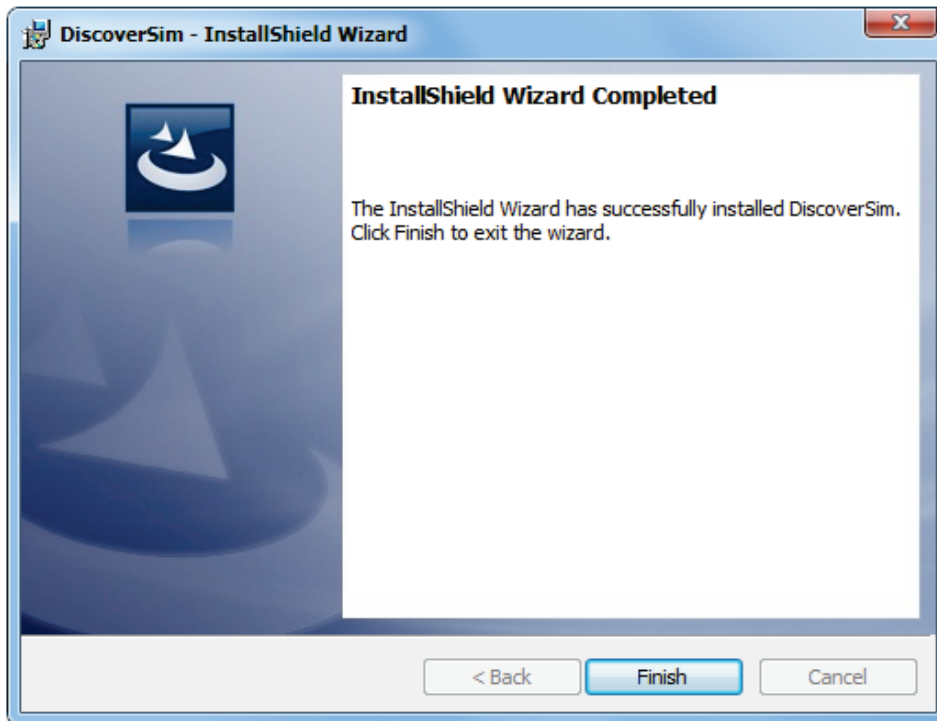 DiscoverSim - InstallShield Wizard
InstallShield Wizard Completed
The InstallShield Wizard has successfully installed DiscoverSim.
Click Finish to exit the wizard.
< Back
Finish
Cancel